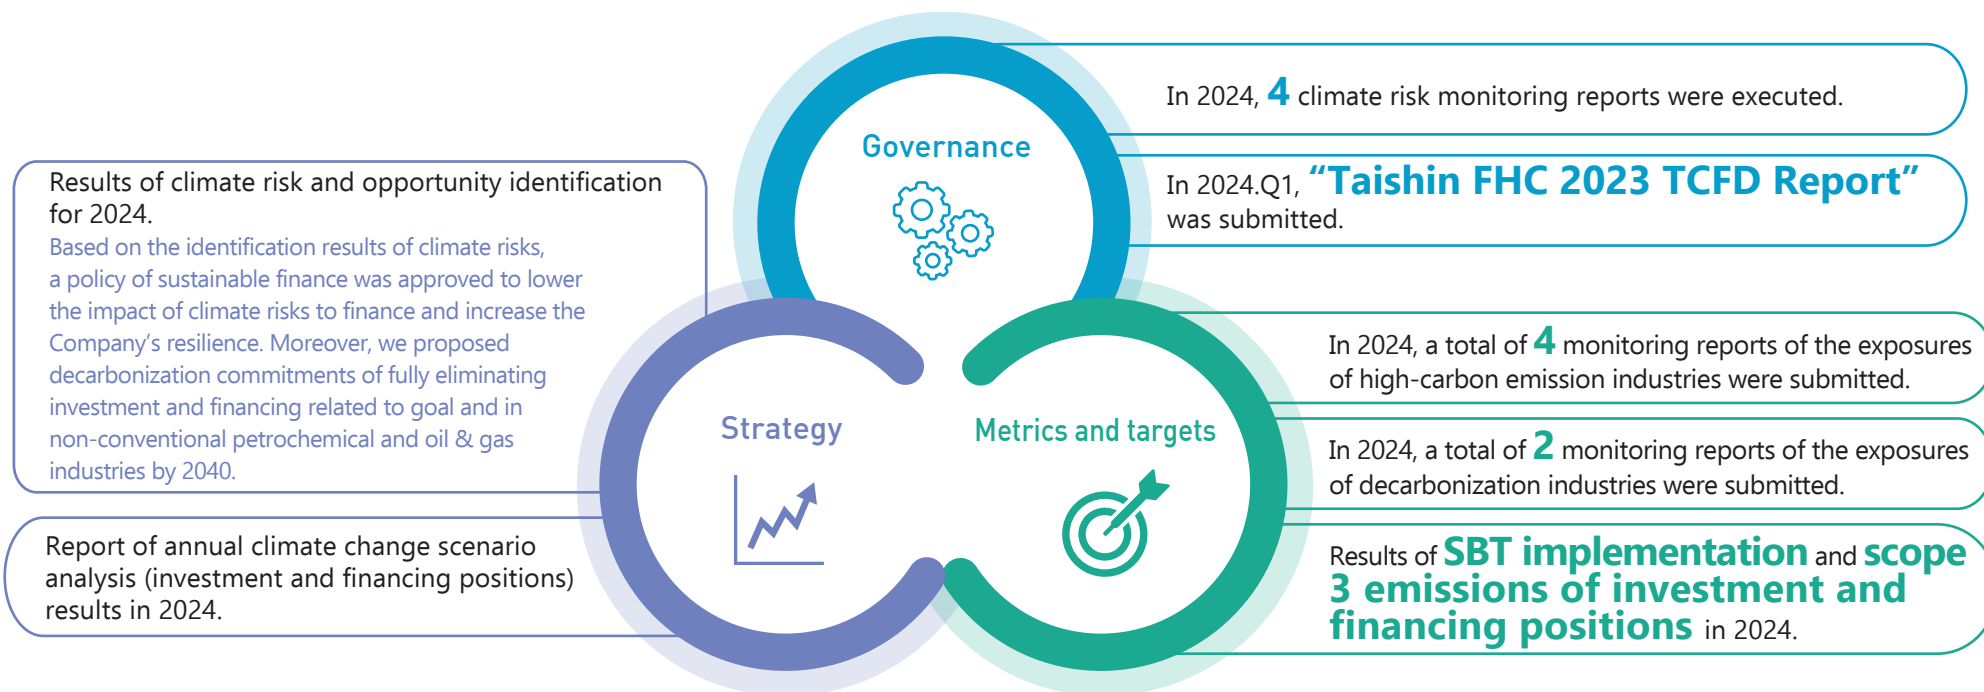 Governance
In 2024, 4 climate risk monitoring reports were executed.
In 2024.Q1, “Taishin FHC 2023 TCFD Report”
was submitted.
Results of climate risk and opportunity identification
for 2024.
Based on the identification results of climate risks,
a policy of sustainable finance was approved to lower
the impact of climate risks to finance and increase the
Company’s resilience. Moreover, we proposed
decarbonization commitments of fully eliminating
investment and financing related to goal and in
non-conventional petrochemical and oil & gas
industries by 2040.
Report of annual climate change scenario
analysis (investment and financing positions)
results in 2024.
Strategy
Metrics and targets
In 2024, a total of 4 monitoring reports of the exposures
of high-carbon emission industries were submitted.
In 2024, a total of 2 monitoring reports of the exposures
of decarbonization industries were submitted.
Results of SBT implementation and scope
3 emissions of investment and
financing positions in 2024.